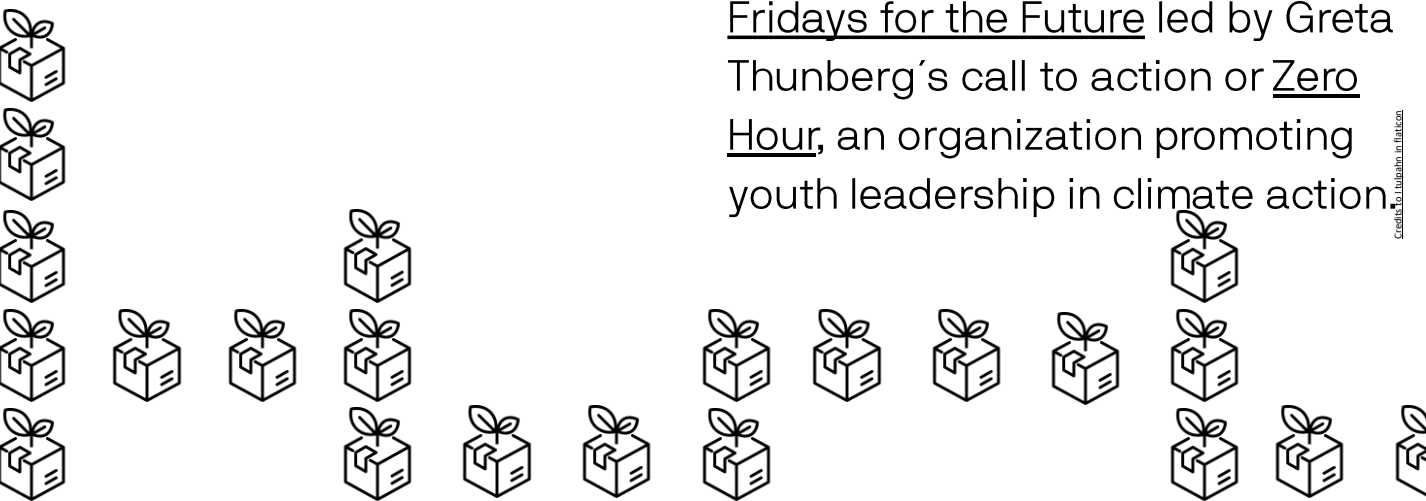 Fridays for the Future led by Greta
Thunberg´s call to action or Zero
Hour, an organization promoting
youth leadership in climate action.
Credits to I tulpahn in flaticon